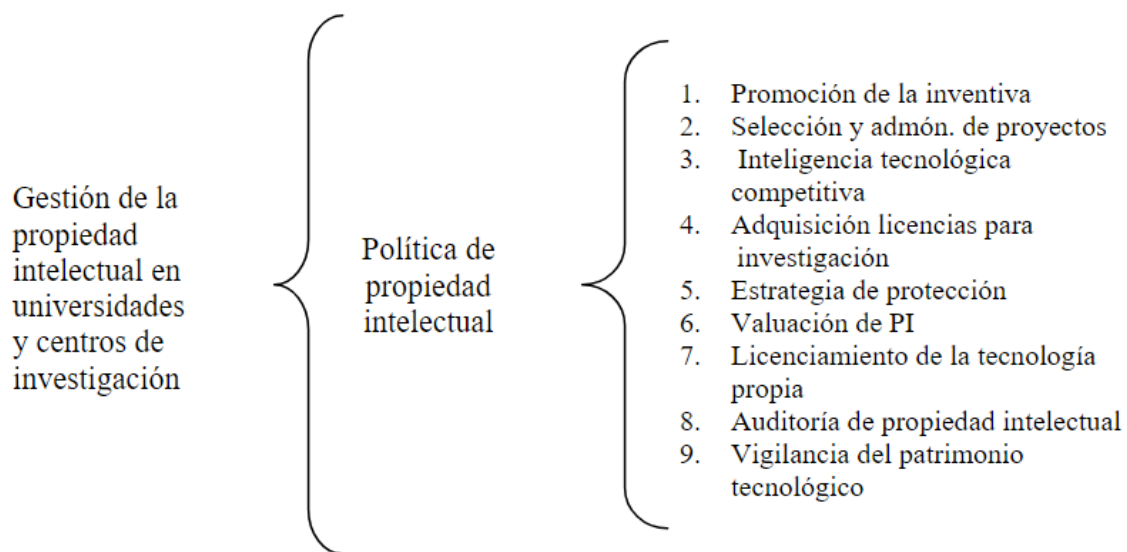 Gestión de la
propiedad
intelectual en
universidades
y centros de
investigación
Política de
propiedad
intelectual
1. Promoción de la inventiva
2. Selección y admón. de proyectos
3. Inteligencia tecnológica
competitiva
4. Adquisición licencias para
investigación
5. Estrategia de protección
6. Valuación de PI
7. Licenciamiento de la tecnología
propia
8. Auditoría de propiedad intelectual
9. Vigilancia del patrimonio
tecnológico